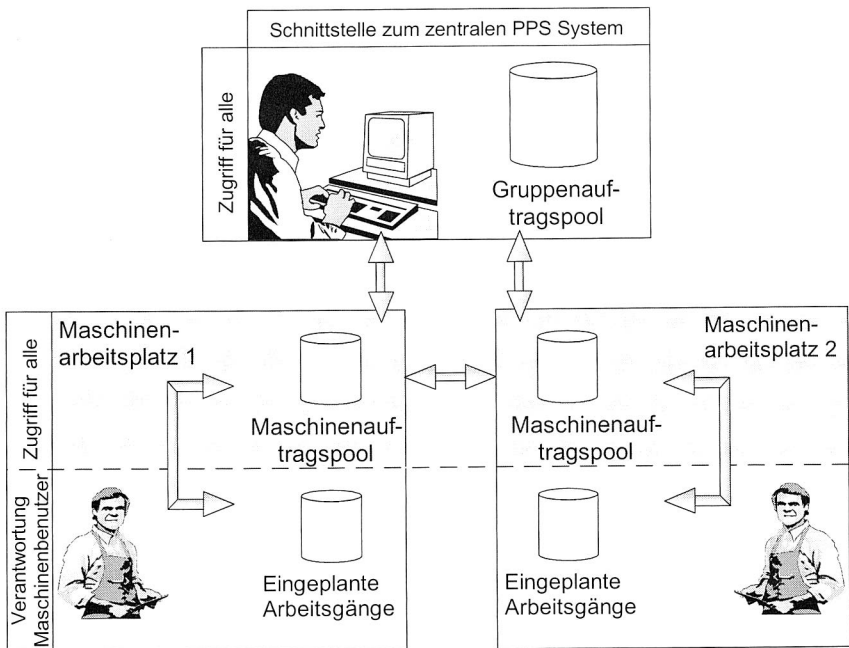 Schnittstelle zum zentralen PPS System
Zugriff für alle
Gruppenauf-
tragspool
Zugriff für alle
Maschinen-
arbeitsplatz 1
Maschinenauf-
tragspool
Maschinen-
arbeitsplatz 2
Maschinenauf-
tragspool
Verantwortung
Maschinenbenutzer
Eingeplante
Arbeitsgänge
Eingeplante
Arbeitsgänge